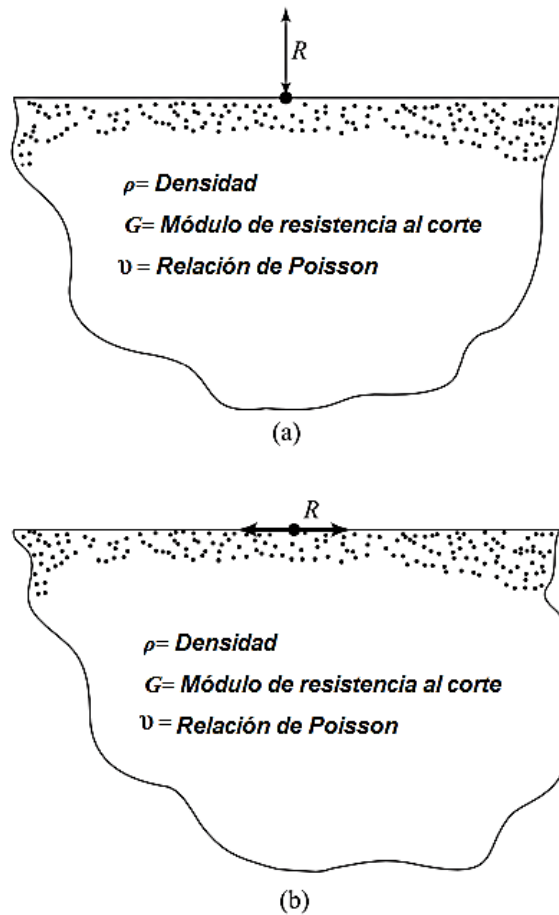 R
ρ= Densidad
G= Módulo de resistencia al corte
υ = Relación de Poisson
(a)
R
ρ= Densidad
G= Módulo de resistencia al corte
υ = Relación de Poisson
(b)